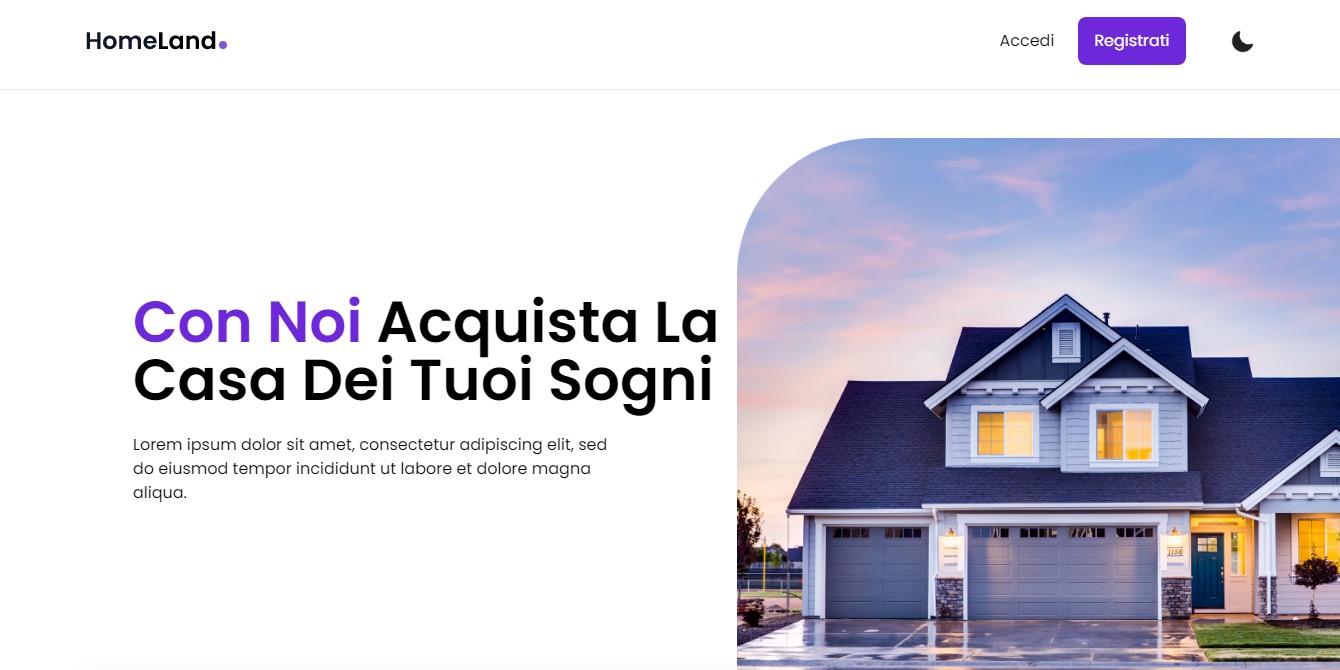 HomeLand
Accedi
Registrati
Con Noi Acquista La
Casa Dei Tuoi Sogni
Lorem ipsum dolor sit amet, consectetur adipiscing elit, sed
do eiusmod tempor incididunt ut labore et dolore magna
aliqua.
1156